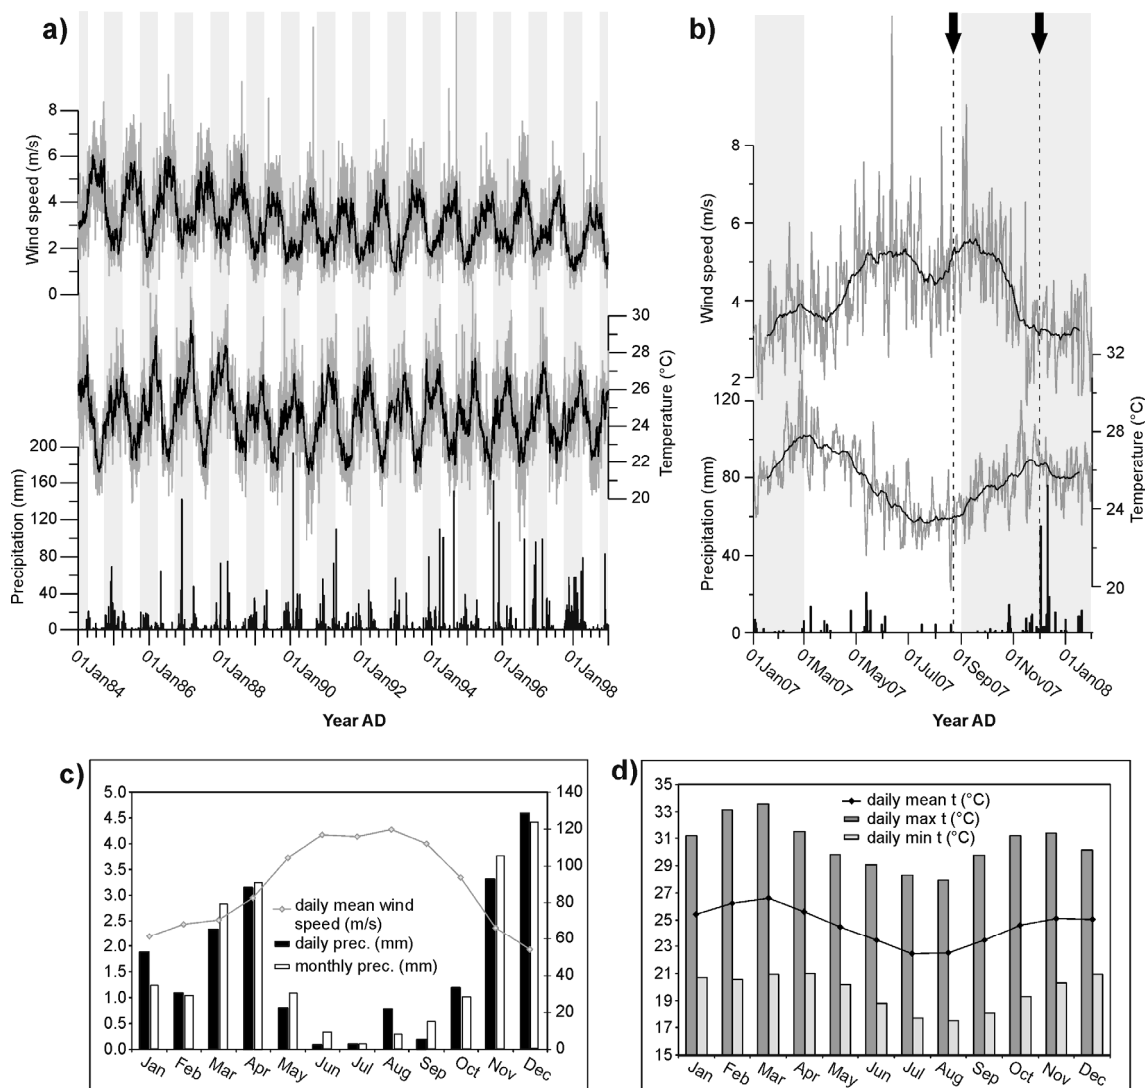 a)
8
6
4
2
0
Wind speed (m/s)
30
28
26
24
22
20
Temperature (°C)
200
160
120
80
40
0
Precipitation (mm)
01Jan84
01Jan86
01Jan88
01Jan90
01Jan92
01Jan94
01Jan96
01Jan98
Year AD
b)
8
6
4
2
Wind speed (m/s)
32
28
24
20
Temperature (°C)
120
80
40
0
Precipitation (mm)
01Jan07
01Mar07
01May07
01Jul07
01Sep07
01Nov07
01Jan08
Year AD
c)
5.0
4.5
4.0
3.5
3.0
2.5
2.0
1.5
1.0
0.5
0.0
140
120
100
80
60
40
20
0
daily mean wind
speed (m/s)
daily prec. (mm)
monthly prec. (mm)
Jan Feb Mar Apr May Jun Jul Aug Sep Oct Nov Dec
d)
35
33
31
29
27
25
23
21
19
17
15
daily mean t (°C)
daily max t (°C)
daily min t (°C)
Jan Feb Mar Apr May Jun Jul Aug Sep Oct Nov Dec